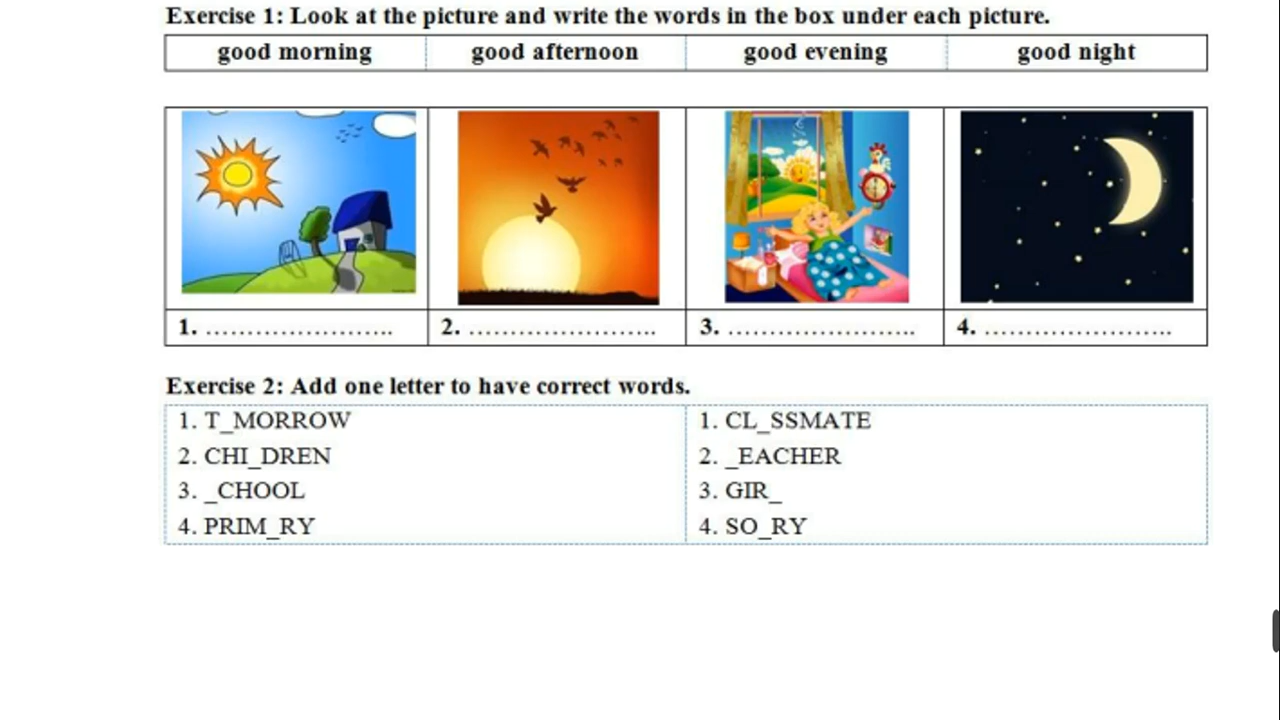 Exercise 1: Look at the picture and write the words in the box under each picture.
good morning good afternoon good evening good night
1. …………………. 2. …………………. 3. …………………. 4. ………………….
Exercise 2: Add one letter to have correct words.
1. T_MORROW
2. CHI_DREN
3. _CHOOL
4. PRIM_RY
1. CL_SSMATE
2. _EACHER
3. GIR_
4. SO_RY